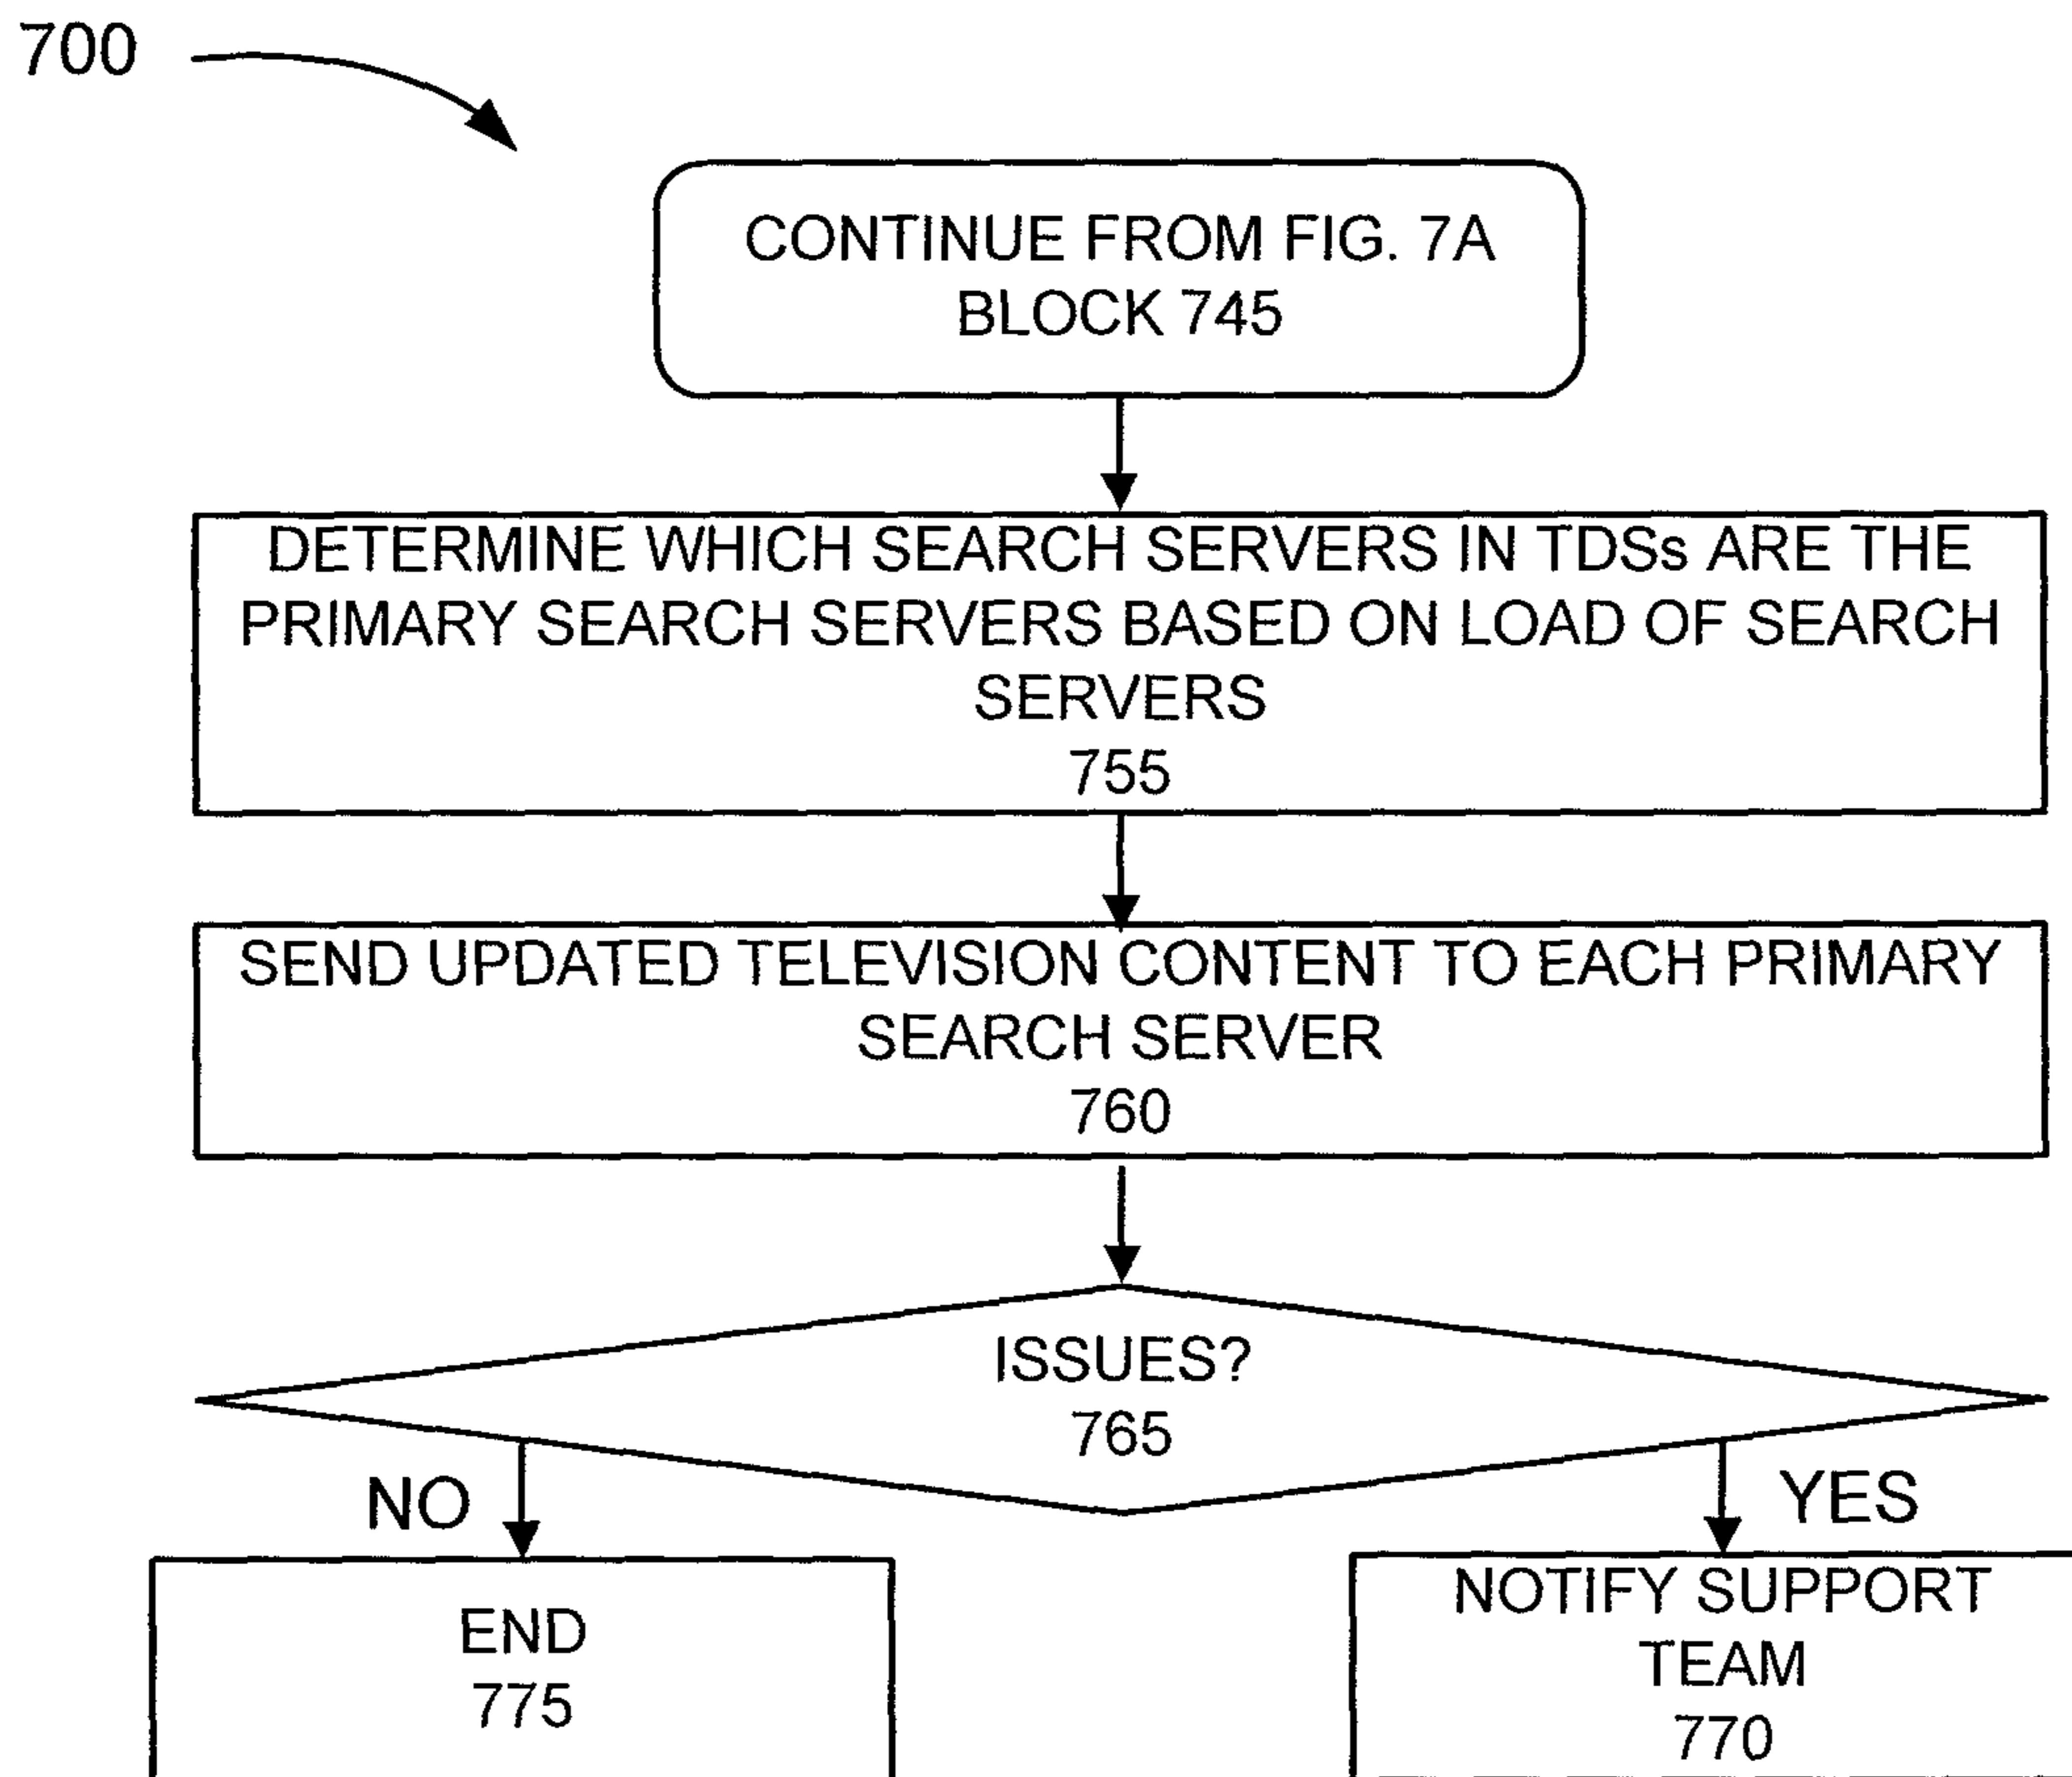 700
CONTINUE FROM FIG. 7A
BLOCK 745
DETERMINE WHICH SEARCH SERVERS IN TDSs ARE THE
PRIMARY SEARCH SERVERS BASED ON LOAD OF SEARCH
SERVERS
755
SEND UPDATED TELEVISION CONTENT TO EACH PRIMARY
SEARCH SERVER
760
ISSUES?
765
NO
YES
END
775
NOTIFY SUPPORT
TEAM
770